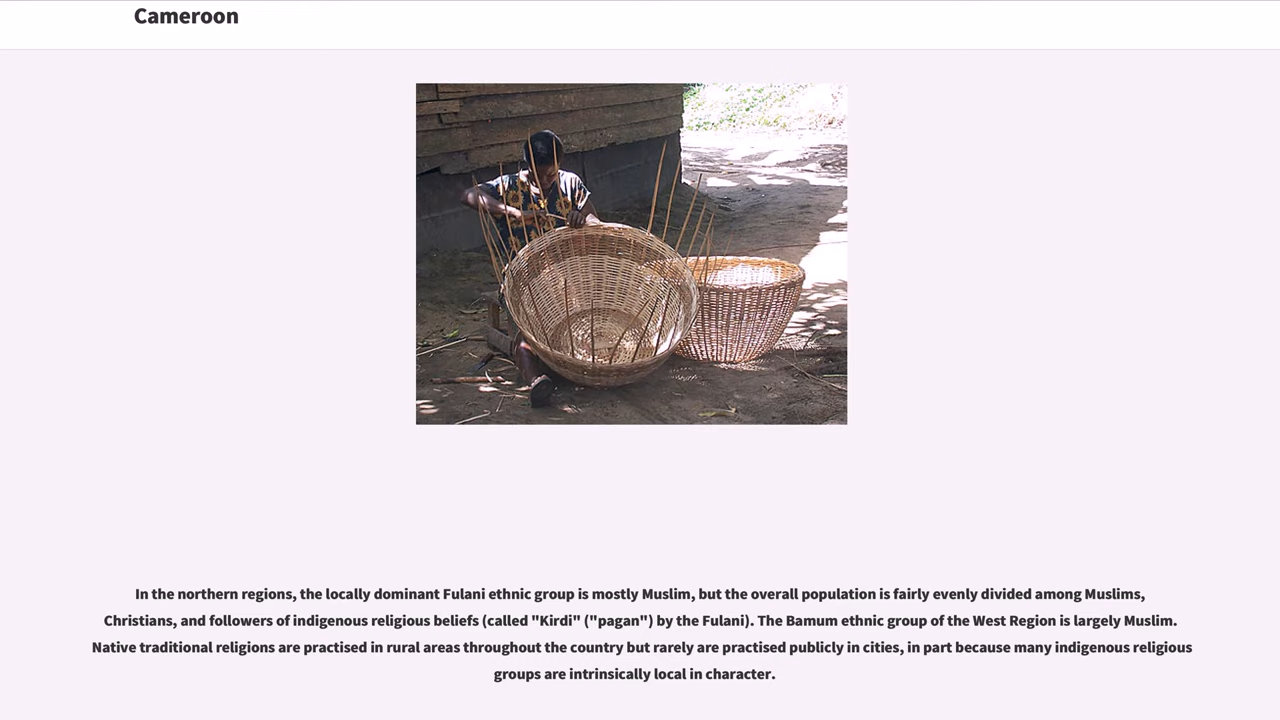 Cameroon
In the northern regions, the locally dominant Fulani ethnic group is mostly Muslim, but the overall population is fairly evenly divided among Muslims,
Christians, and followers of indigenous religious beliefs (called "Kirdi" ("pagan") by the Fulani). The Bamum ethnic group of the West Region is largely Muslim.
Native traditional religions are practised in rural areas throughout the country but rarely are practised publicly in cities, in part because many indigenous religious
groups are intrinsically local in character.